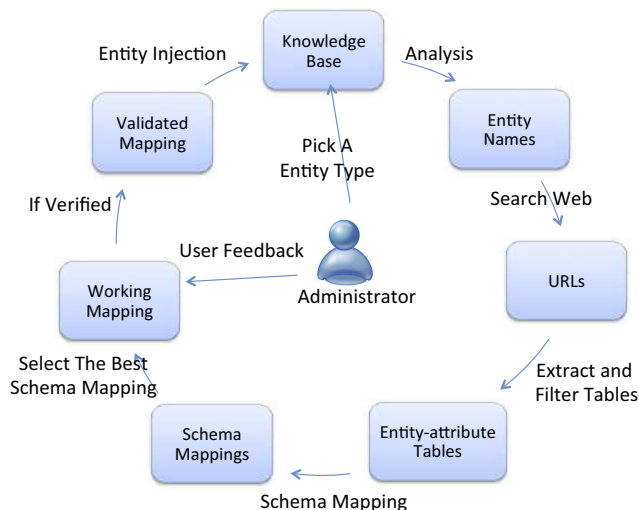 Entity Injection
Knowledge
Base
Analysis
Validated
Mapping
Entity
Names
Pick A
Entity Type
If Verified
Search Web
User Feedback
Working
Mapping
Administrator
URLs
Select The Best
Schema Mapping
Extract and
Filter Tables
Schema
Mappings
Entity-attribute
Tables
Schema Mapping